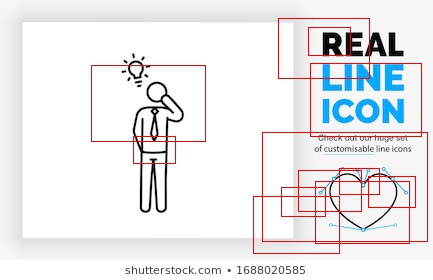 REAL
LINE
ICON
Check out our huge set
of customisable line icons
shutterstock.com • 1688020585